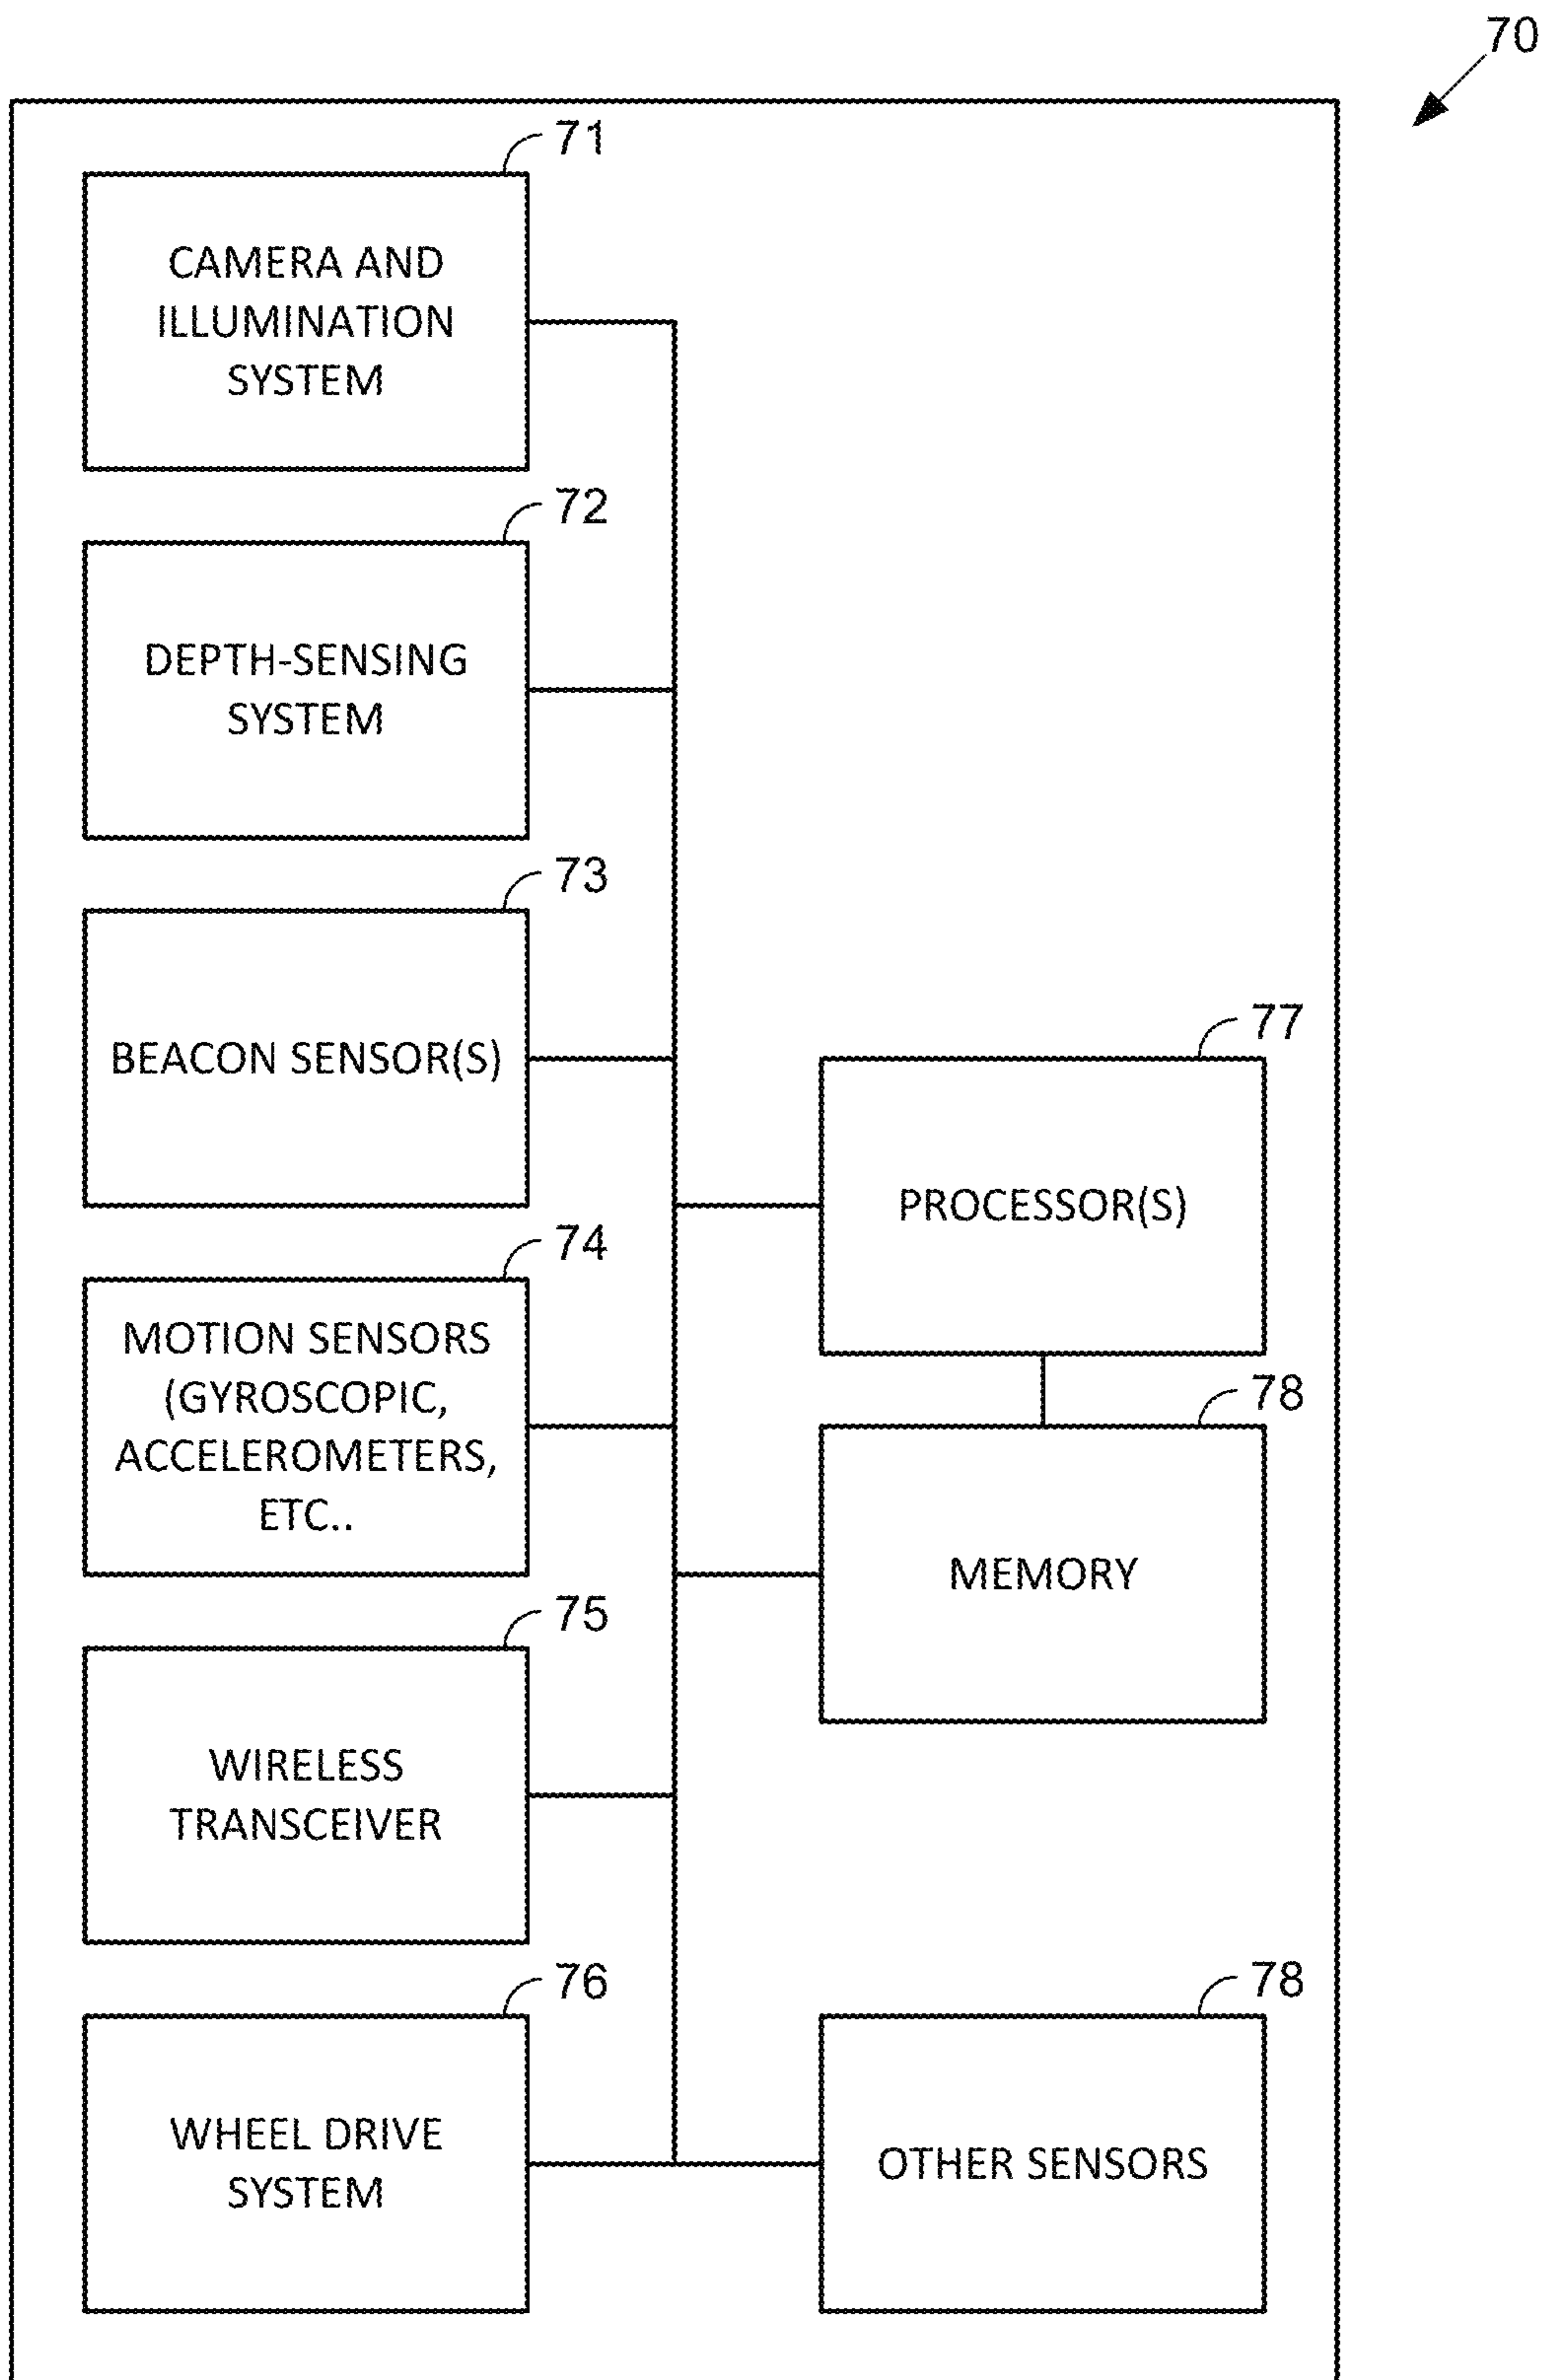 70
71
CAMERA AND
ILLUMINATION
SYSTEM
72
DEPTH-SENSING
SYSTEM
73
BEACON SENSOR(S)
74
MOTION SENSORS
(GYROSCOPIC,
ACCELEROMETERS,
ETC..
75
WIRELESS
TRANSCEIVER
76
WHEEL DRIVE
SYSTEM
77
PROCESSOR(S)
78
MEMORY
78
OTHER SENSORS